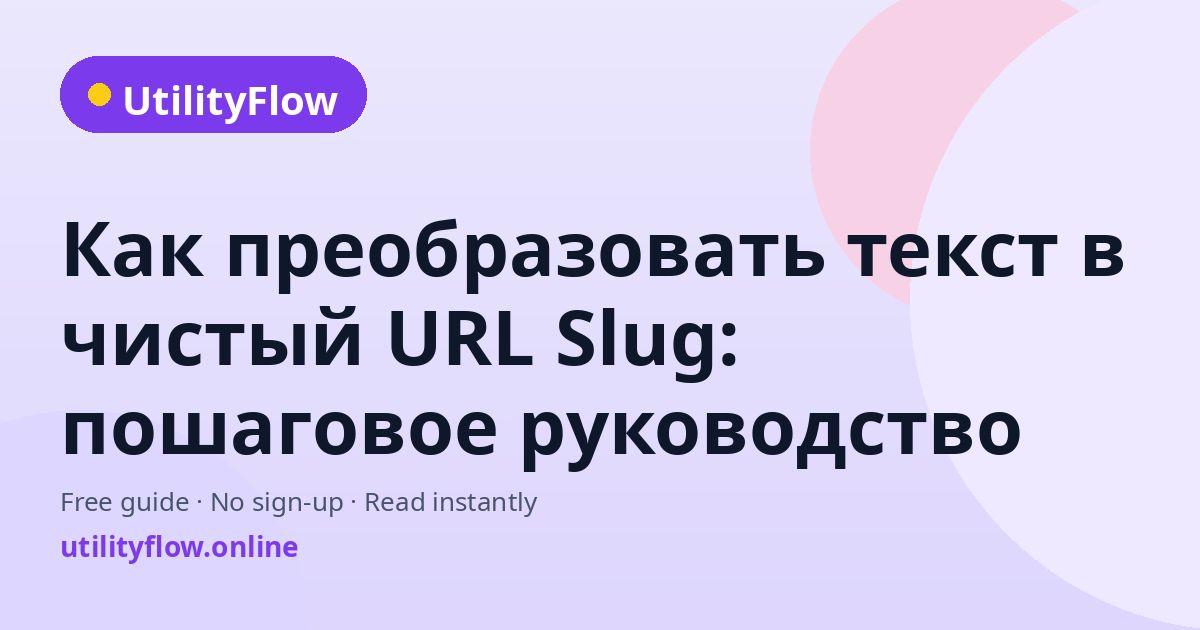 UtilityFlow
Как преобразовать текст в
чистый URL Slug:
пошаговое руководство
Free guide · No sign-up · Read instantly
utilityflow.online